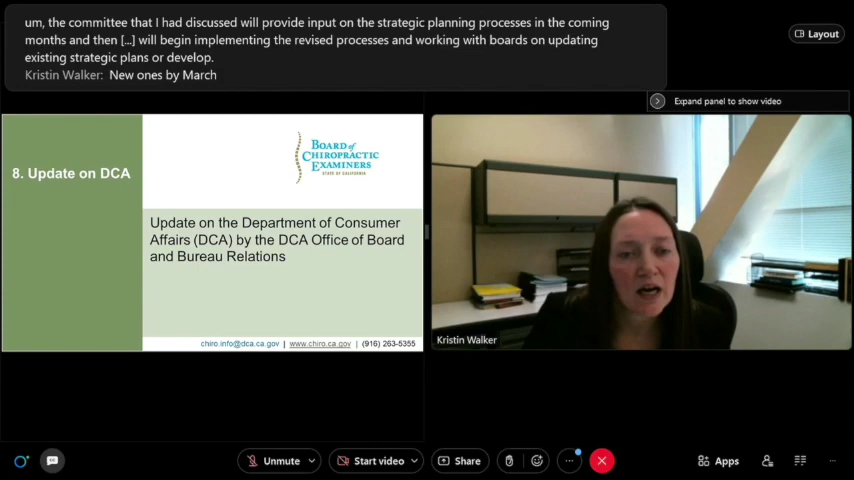 um, the committee that I had discussed will provide input on the strategic planning processes in the coming
months and then [...] will begin implementing the revised processes and working with boards on updating
existing strategic plans or develop.
Kristin Walker: New ones by March
Layout
Expand panel to show video
8. Update on DCA
BOARD of
CHIROPRACTIC
EXAMINERS
STATE OF CALIFORNIA
Update on the Department of Consumer
Affairs (DCA) by the DCA Office of Board
and Bureau Relations
chiro.info@dca.ca.gov | www.chiro.ca.gov | (916) 263-5355
Kristin Walker
Unmute
Start video
Share
Apps